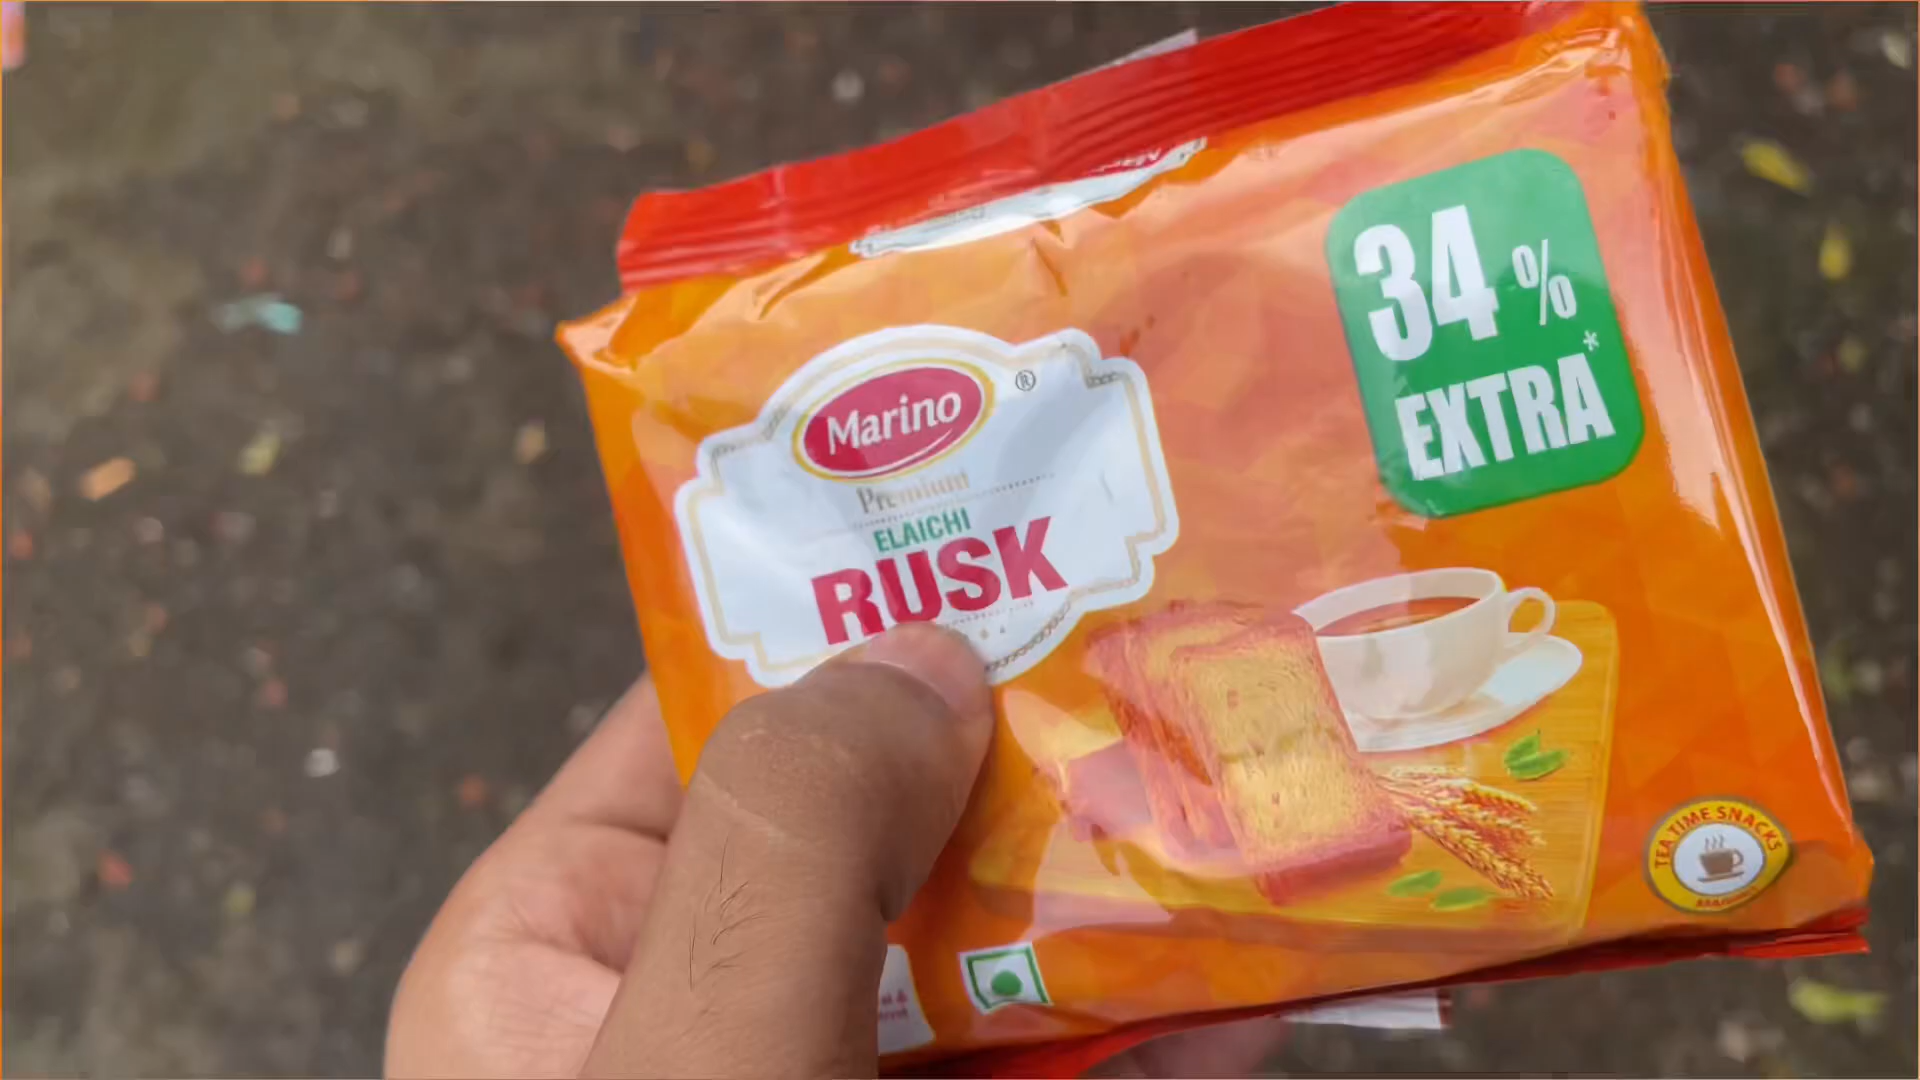 34 %
EXTRA*
Marino ®
Premium
ELAICHI
RUSK
TEA TIME SNACKS